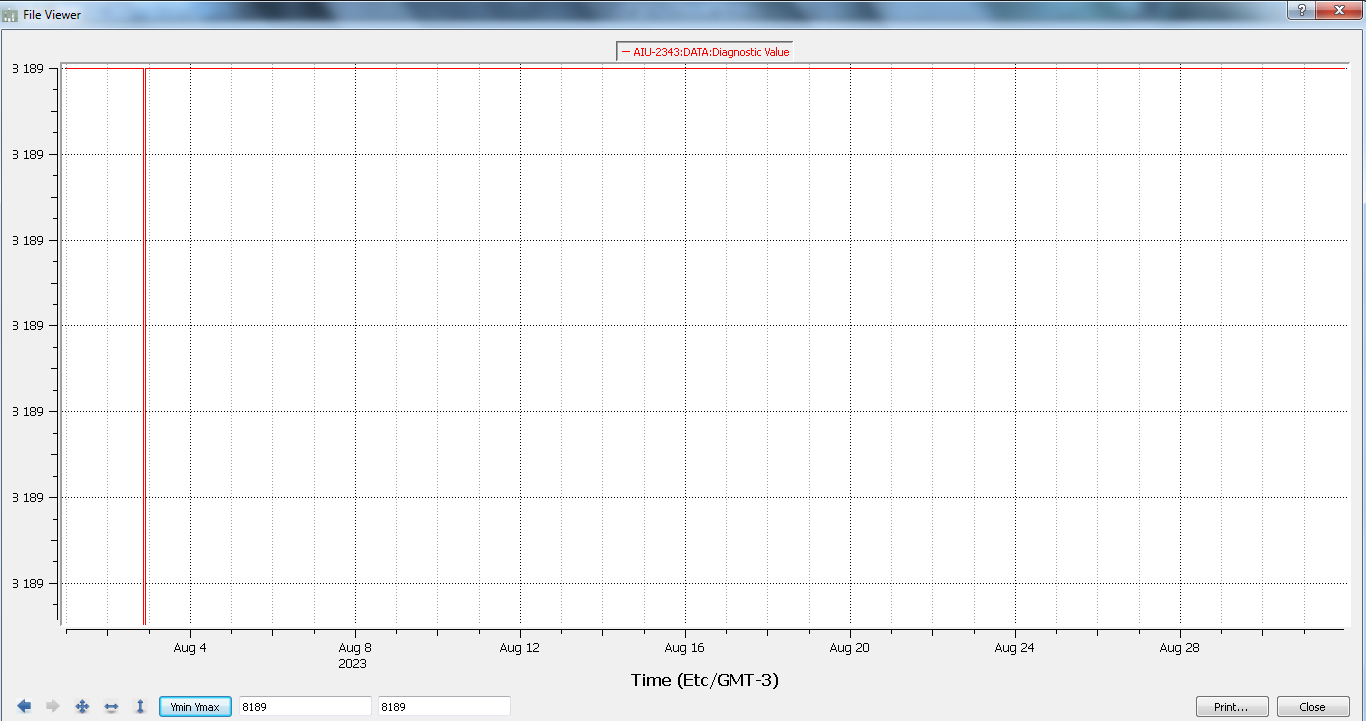 File Viewer
AIU-2343:DATA:Diagnostic Value
3 189
3 189
3 189
3 189
3 189
3 189
3 189
Aug 4
Aug 8
Aug 12
Aug 16
Aug 20
Aug 24
Aug 28
2023
Time (Etc/GMT-3)
Ymin Ymax
8189
8189
Print...
Close